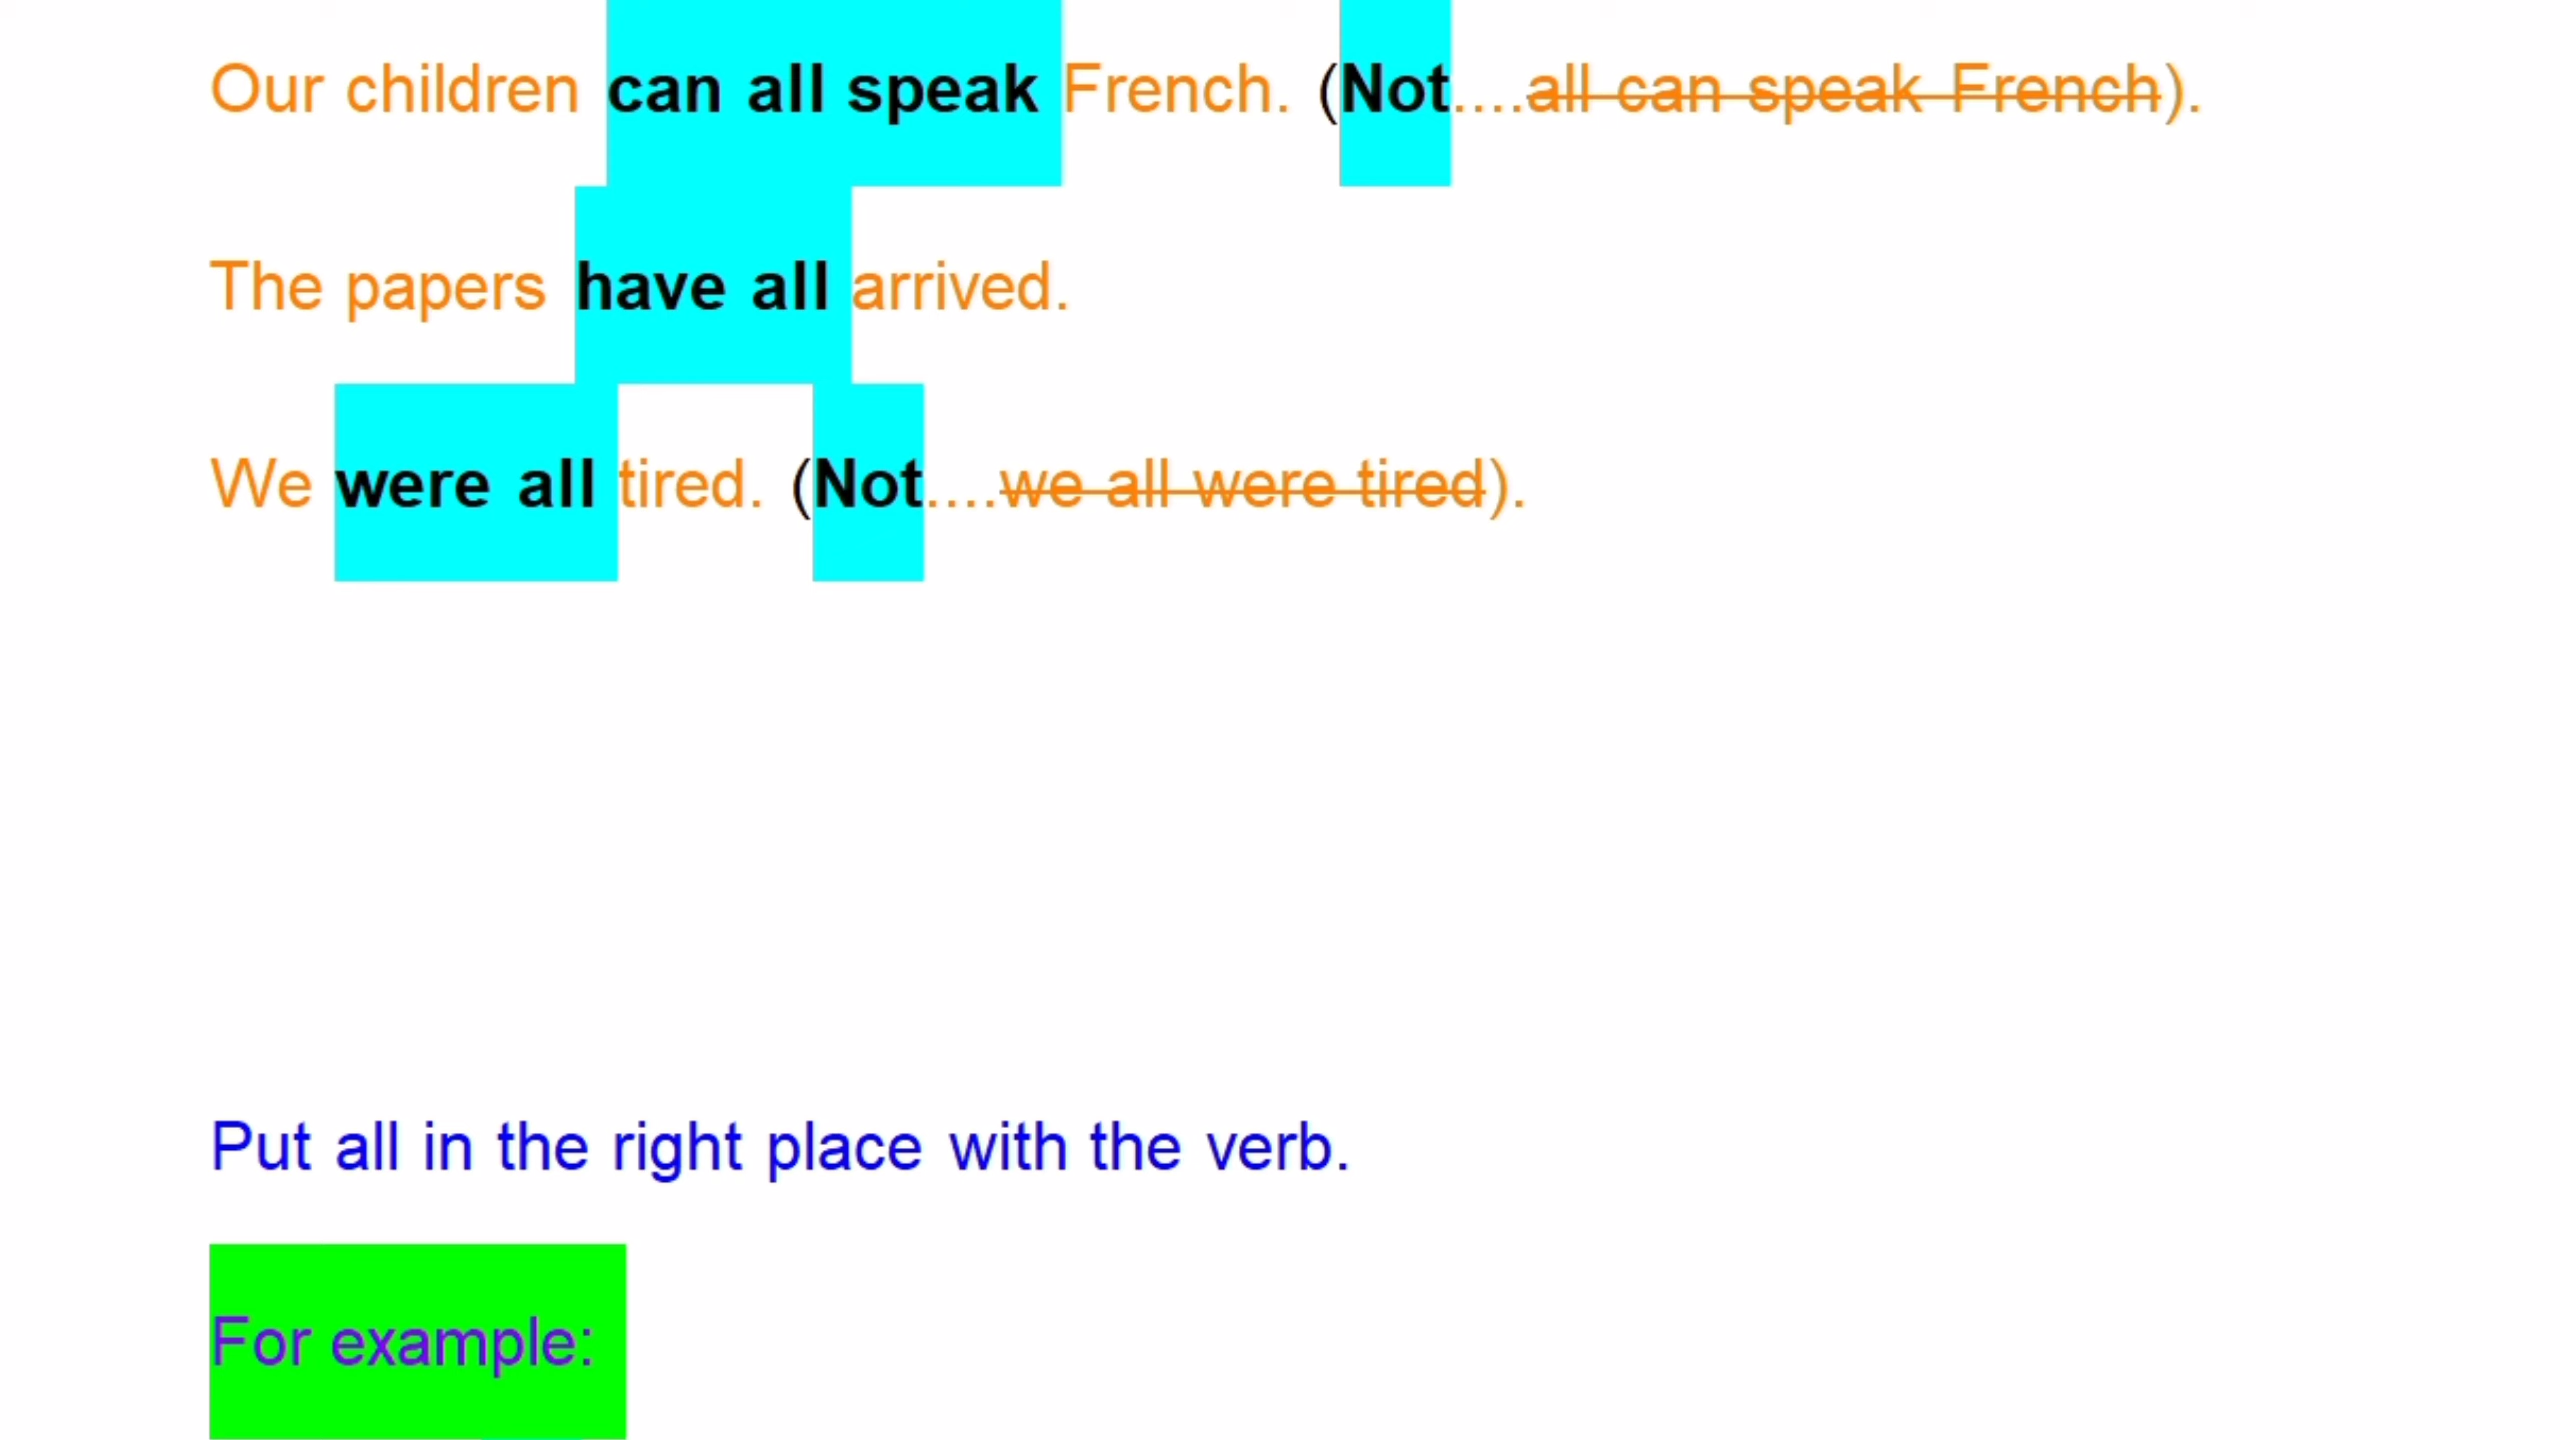 Our children can all speak French. (Not....all can speak French).
The papers have all arrived.
We were all tired. (Not....we all were tired).
Put all in the right place with the verb.
For example: